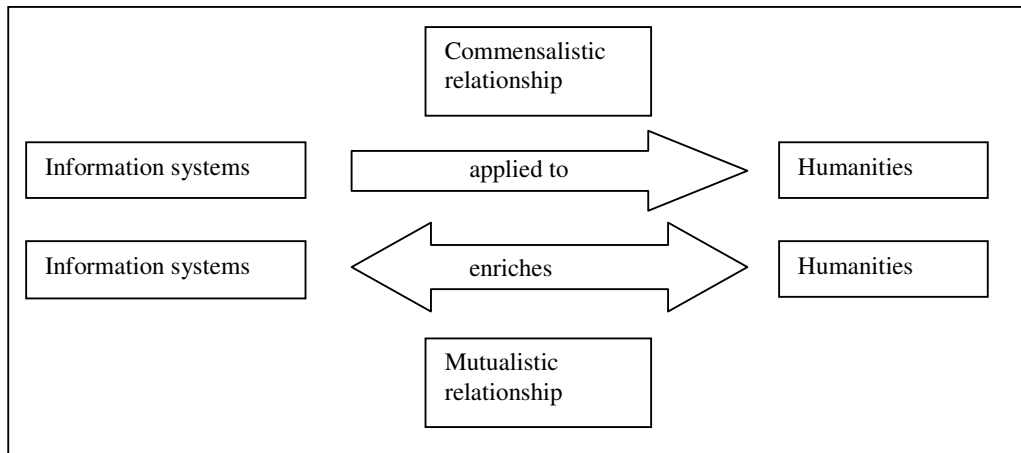 Commensalistic
relationship
Information systems
applied to
Humanities
Information systems
enriches
Humanities
Mutualistic
relationship